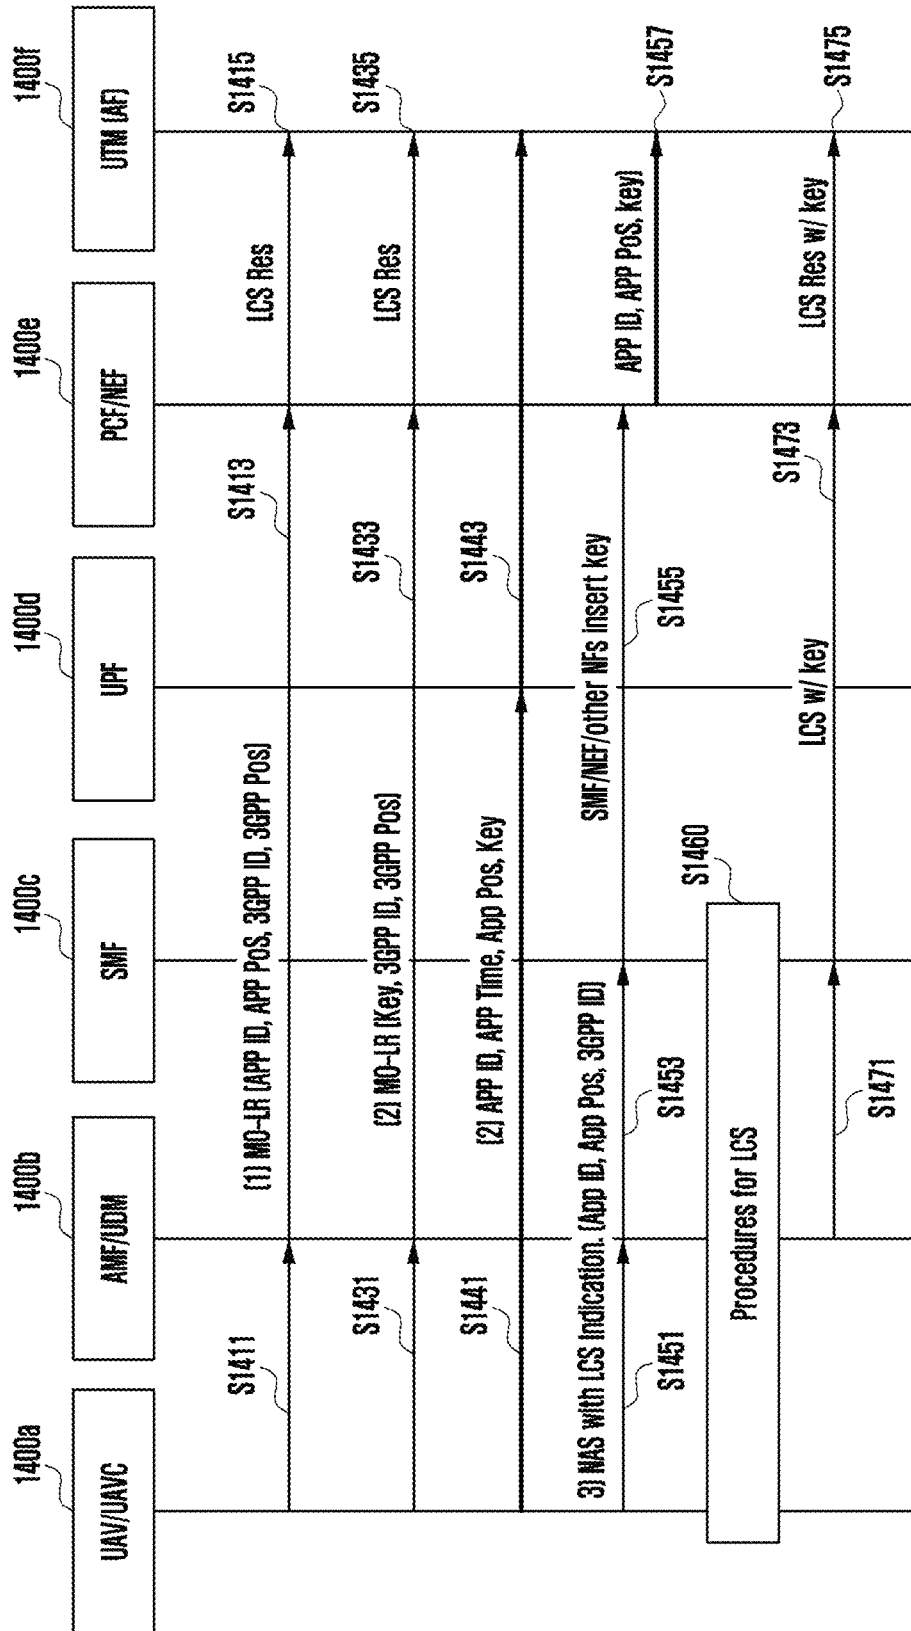 1400a
1400b
1400c
1400d
1400e
1400f
UAV/UAVC
AMF/UDM
SMF
UPF
PCF/NEF
UTM (AF)
S1411
(1) MO-LR (APP ID, APP PoS, 3GPP ID, 3GPP Pos)
S1413
LCS Res
S1415
S1431
(2) MO-LR (Key, 3GPP ID, 3GPP Pos)
S1433
LCS Res
S1435
S1441
(2) APP ID, APP Time, App Pos, Key
S1443
3) NAS with LCS Indication. (App ID, App Pos, 3GPP ID)
S1451
S1453
SMF/NEF/other NFs insert key
S1455
APP ID, APP PoS, key)
S1457
Procedures for LCS
S1460
S1471
LCS w/ key
S1473
LCS Res w/ key
S1475